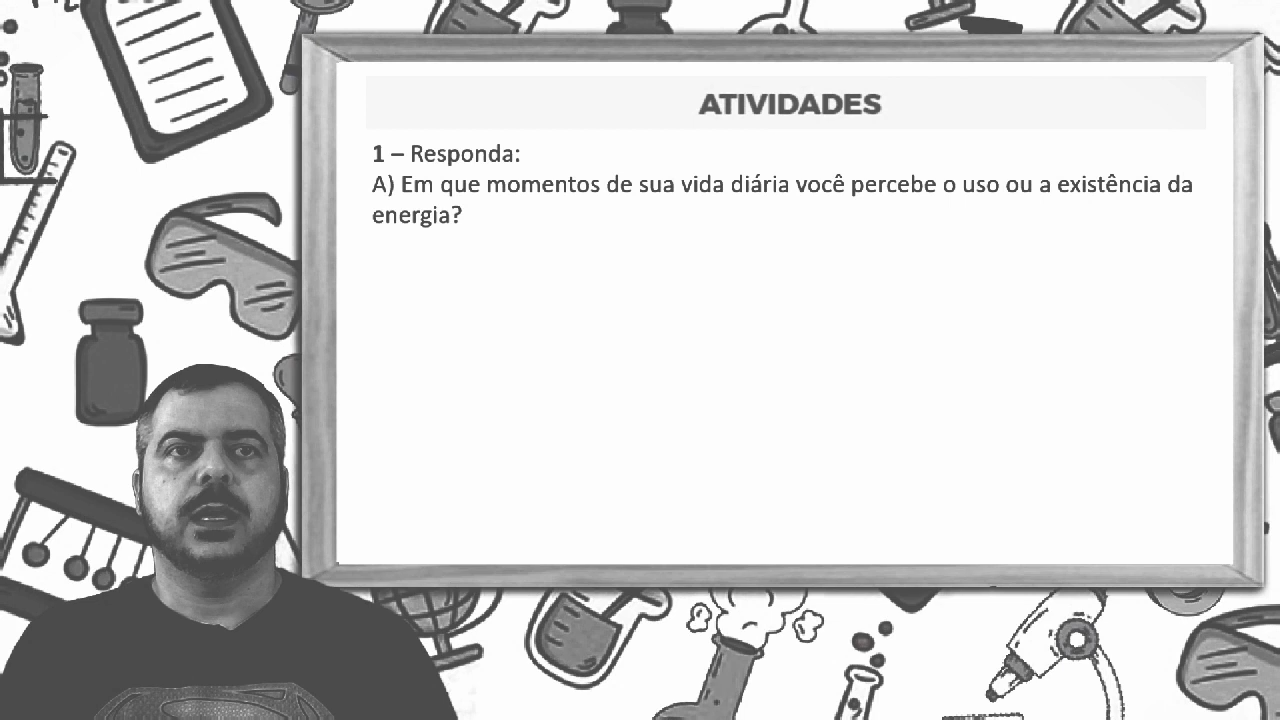 ATIVIDADES
1 – Responda:
A) Em que momentos de sua vida diária você percebe o uso ou a existência da
energia?